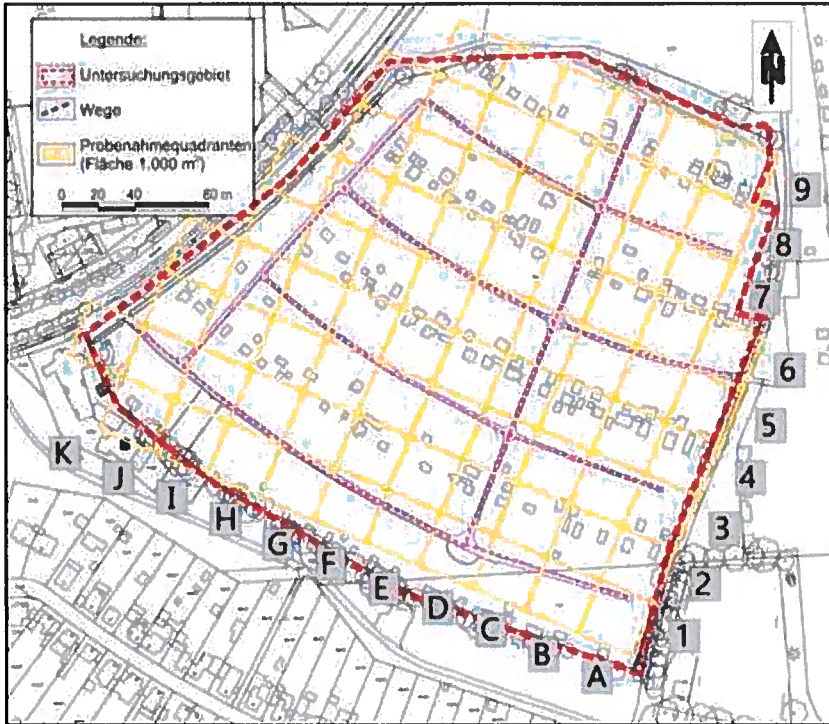 Legende:
Untersuchungsgebiet
Wege
Probenahmequadranten
(Fläche 1.000 m²)
0 20 40 80 m
N
9
8
7
6
5
4
3
2
1
K
J
I
H
G
F
E
D
C
B
A